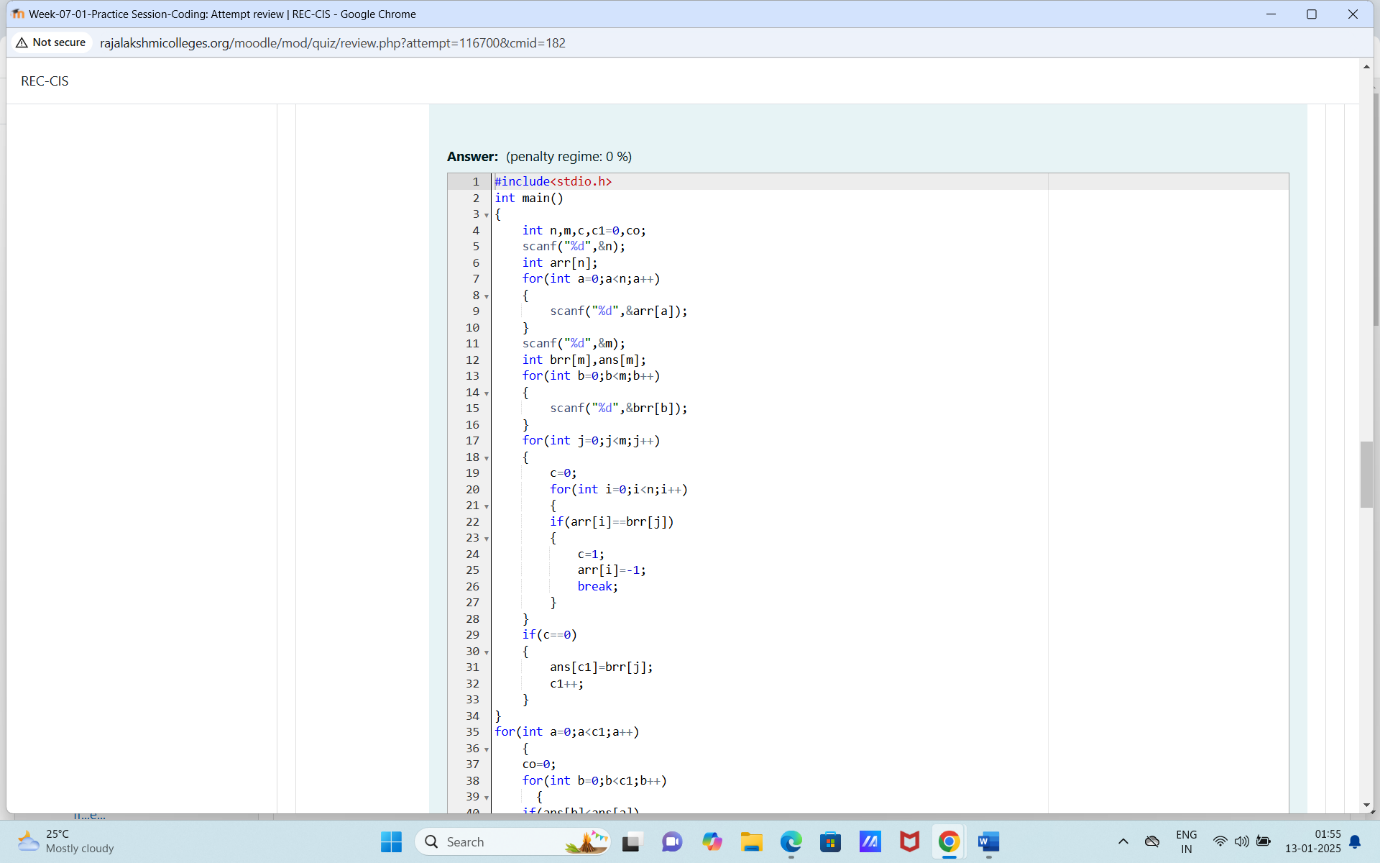 Week-07-01-Practice Session-Coding: Attempt review | REC-CIS - Google Chrome
Not secure rajalakshmicolleges.org/moodle/mod/quiz/review.php?attempt=116700&cmid=182
REC-CIS
Answer: (penalty regime: 0 %)
1 #include<stdio.h>
2 int main()
3 {
4 int n,m,c,c1=0,co;
5 scanf("%d",&n);
6 int arr[n];
7 for(int a=0;a<n;a++)
8 {
9 scanf("%d",&arr[a]);
10 }
11 scanf("%d",&m);
12 int brr[m],ans[m];
13 for(int b=0;b<m;b++)
14 {
15 scanf("%d",&brr[b]);
16 }
17 for(int j=0;j<m;j++)
18 {
19 c=0;
20 for(int i=0;i<n;i++)
21 {
22 if(arr[i]==brr[j])
23 {
24 c=1;
25 arr[i]=-1;
26 break;
27 }
28 }
29 if(c==0)
30 {
31 ans[c1]=brr[j];
32 c1++;
33 }
34 }
35 for(int a=0;a<c1;a++)
36 {
37 co=0;
38 for(int b=0;b<c1;b++)
39 {
40 if(ans[b]<ans[a])
25°C
Mostly cloudy
Search
ENG
IN
01:55
13-01-2025